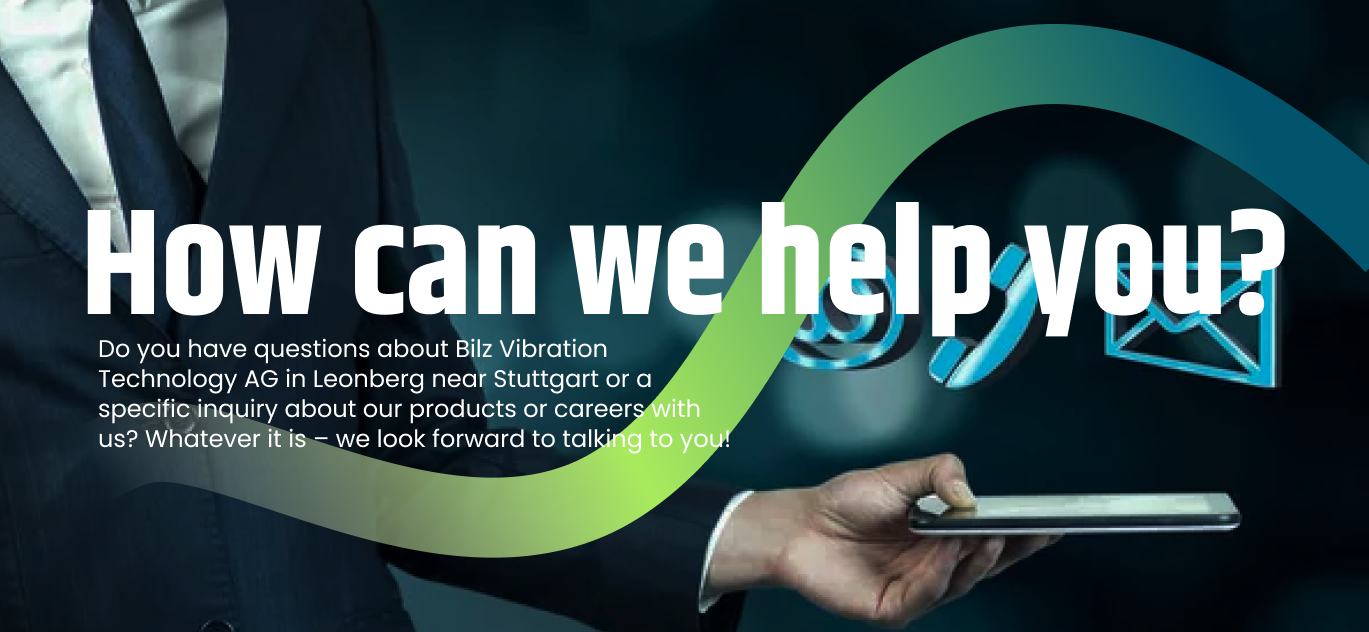 How can we help you?
Do you have questions about Bilz Vibration
Technology AG in Leonberg near Stuttgart or a
specific inquiry about our products or careers with
us? Whatever it is – we look forward to talking to you!